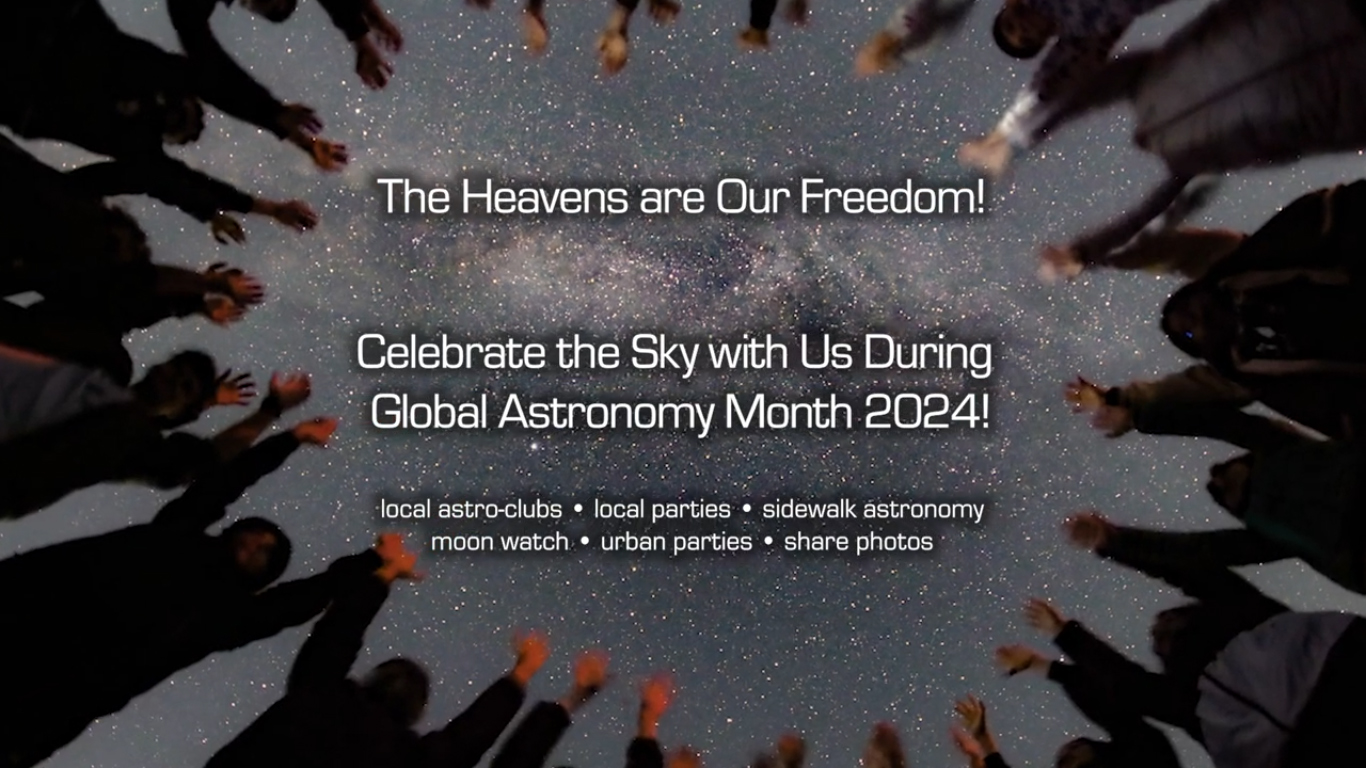 The Heavens are Our Freedom!
Celebrate the Sky with Us During
Global Astronomy Month 2024!
local astro-clubs • local parties • sidewalk astronomy
moon watch • urban parties • share photos